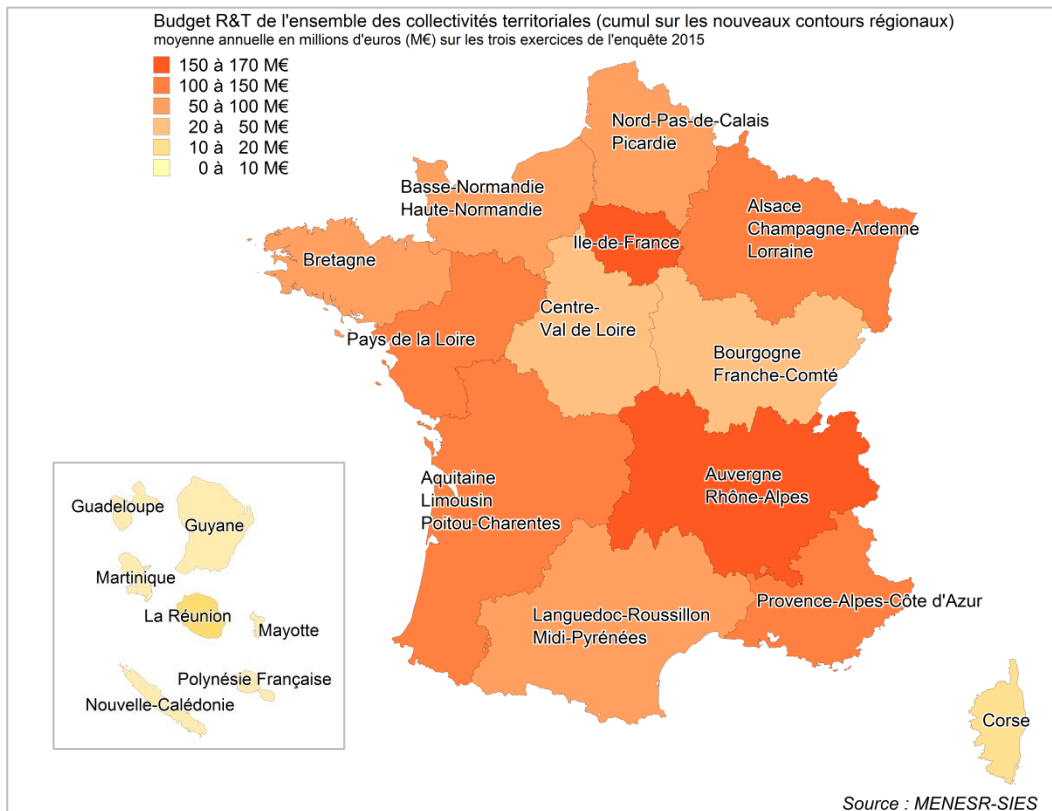 Budget R&T de l'ensemble des collectivités territoriales (cumul sur les nouveaux contours régionaux)
moyenne annuelle en millions d'euros (M€) sur les trois exercices de l'enquête 2015
150 à 170 M€
100 à 150 M€
50 à 100 M€
20 à 50 M€
10 à 20 M€
0 à 10 M€
Nord-Pas-de-Calais
Picardie
Basse-Normandie
Haute-Normandie
Alsace
Champagne-Ardenne
Lorraine
Ile-de-France
Bretagne
Centre-
Val de Loire
Pays de la Loire
Bourgogne
Franche-Comté
Aquitaine
Limousin
Poitou-Charentes
Auvergne
Rhône-Alpes
Guadeloupe
Guyane
Martinique
La Réunion
Mayotte
Polynésie Française
Nouvelle-Calédonie
Languedoc-Roussillon
Midi-Pyrénées
Provence-Alpes-Côte d'Azur
Corse
Source : MENESR-SIES